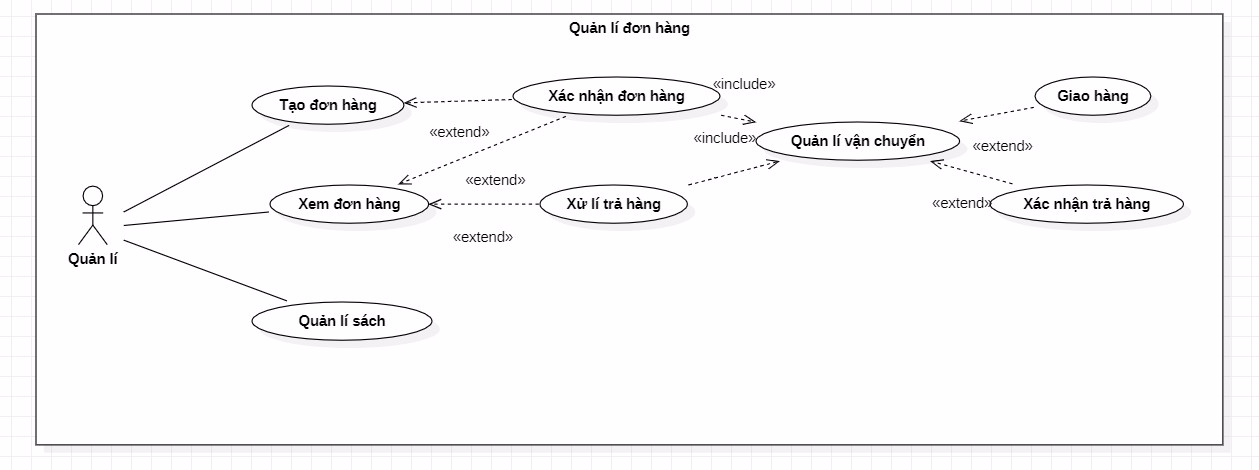 Quản lí đơn hàng
Tạo đơn hàng
Xác nhận đơn hàng
«include»
Giao hàng
«extend»
«include»
Quản lí vận chuyển
«extend»
Xem đơn hàng
«extend»
Xử lí trả hàng
«extend»
Xác nhận trả hàng
«extend»
Quản lí
Quản lí sách